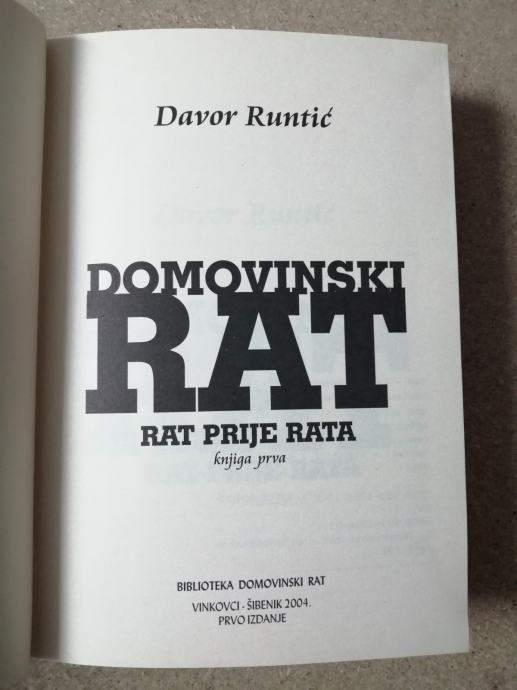 Davor Runtić
DOMOVINSKI
RAT
RAT PRIJE RATA
knjiga prva
BIBLIOTEKA DOMOVINSKI RAT
VINKOVCI - ŠIBENIK 2004.
PRVO IZDANJE